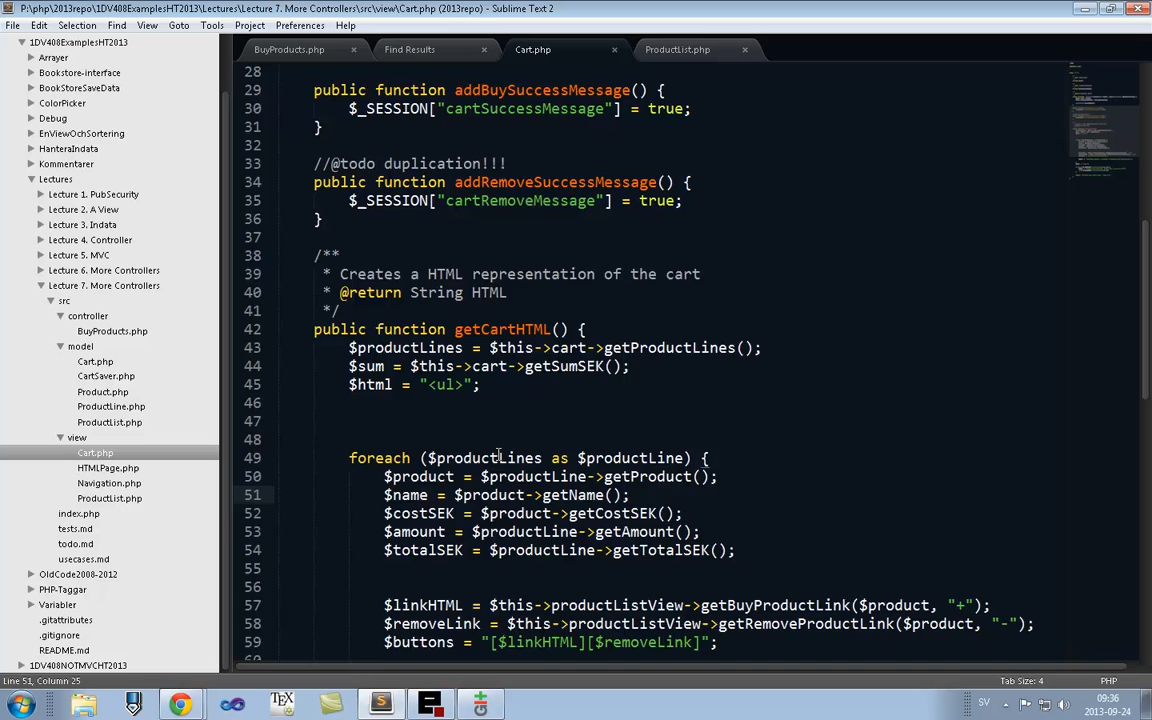 P:\php\2013repo\1DV408ExamplesHT2013\Lectures\Lecture 7. More Controllers\src\view\Cart.php (2013repo) - Sublime Text 2
File Edit Selection Find View Goto Tools Project Preferences Help
1DV408ExamplesHT2013
Arrayer
Bookstore-interface
BookStoreSaveData
ColorPicker
Debug
EnViewOchSortering
HanteraIndata
Kommentarer
Lectures
Lecture 1. PubSecurity
Lecture 2. A View
Lecture 3. Indata
Lecture 4. Controller
Lecture 5. MVC
Lecture 6. More Controllers
Lecture 7. More Controllers
src
controller
BuyProducts.php
model
Cart.php
CartSaver.php
Product.php
ProductLine.php
ProductList.php
view
Cart.php
HTMLPage.php
Navigation.php
ProductList.php
index.php
tests.md
todo.md
usecases.md
OldCode2008-2012
PHP-Taggar
Variabler
.gitattributes
.gitignore
README.md
1DV408NOTMVCHT2013
BuyProducts.php Find Results Cart.php ProductList.php
28
29 public function addBuySuccessMessage() {
30 $_SESSION["cartSuccessMessage"] = true;
31 }
32
33 //@todo duplication!!!
34 public function addRemoveSuccessMessage() {
35 $_SESSION["cartRemoveMessage"] = true;
36 }
37
38 /**
39 * Creates a HTML representation of the cart
40 * @return String HTML
41 */
42 public function getCartHTML() {
43 $productLines = $this->cart->getProductLines();
44 $sum = $this->cart->getSumSEK();
45 $html = "<ul>";
46
47
48
49 foreach ($productLines as $productLine) {
50 $product = $productLine->getProduct();
51 $name = $product->getName();
52 $costSEK = $product->getCostSEK();
53 $amount = $productLine->getAmount();
54 $totalSEK = $productLine->getTotalSEK();
55
56
57 $linkHTML = $this->productListView->getBuyProductLink($product, "+");
58 $removeLink = $this->productListView->getRemoveProductLink($product, "-");
59 $buttons = "[$linkHTML][$removeLink]";
60
Line 51, Column 25 Tab Size: 4 PHP
SV 09:36
2013-09-24